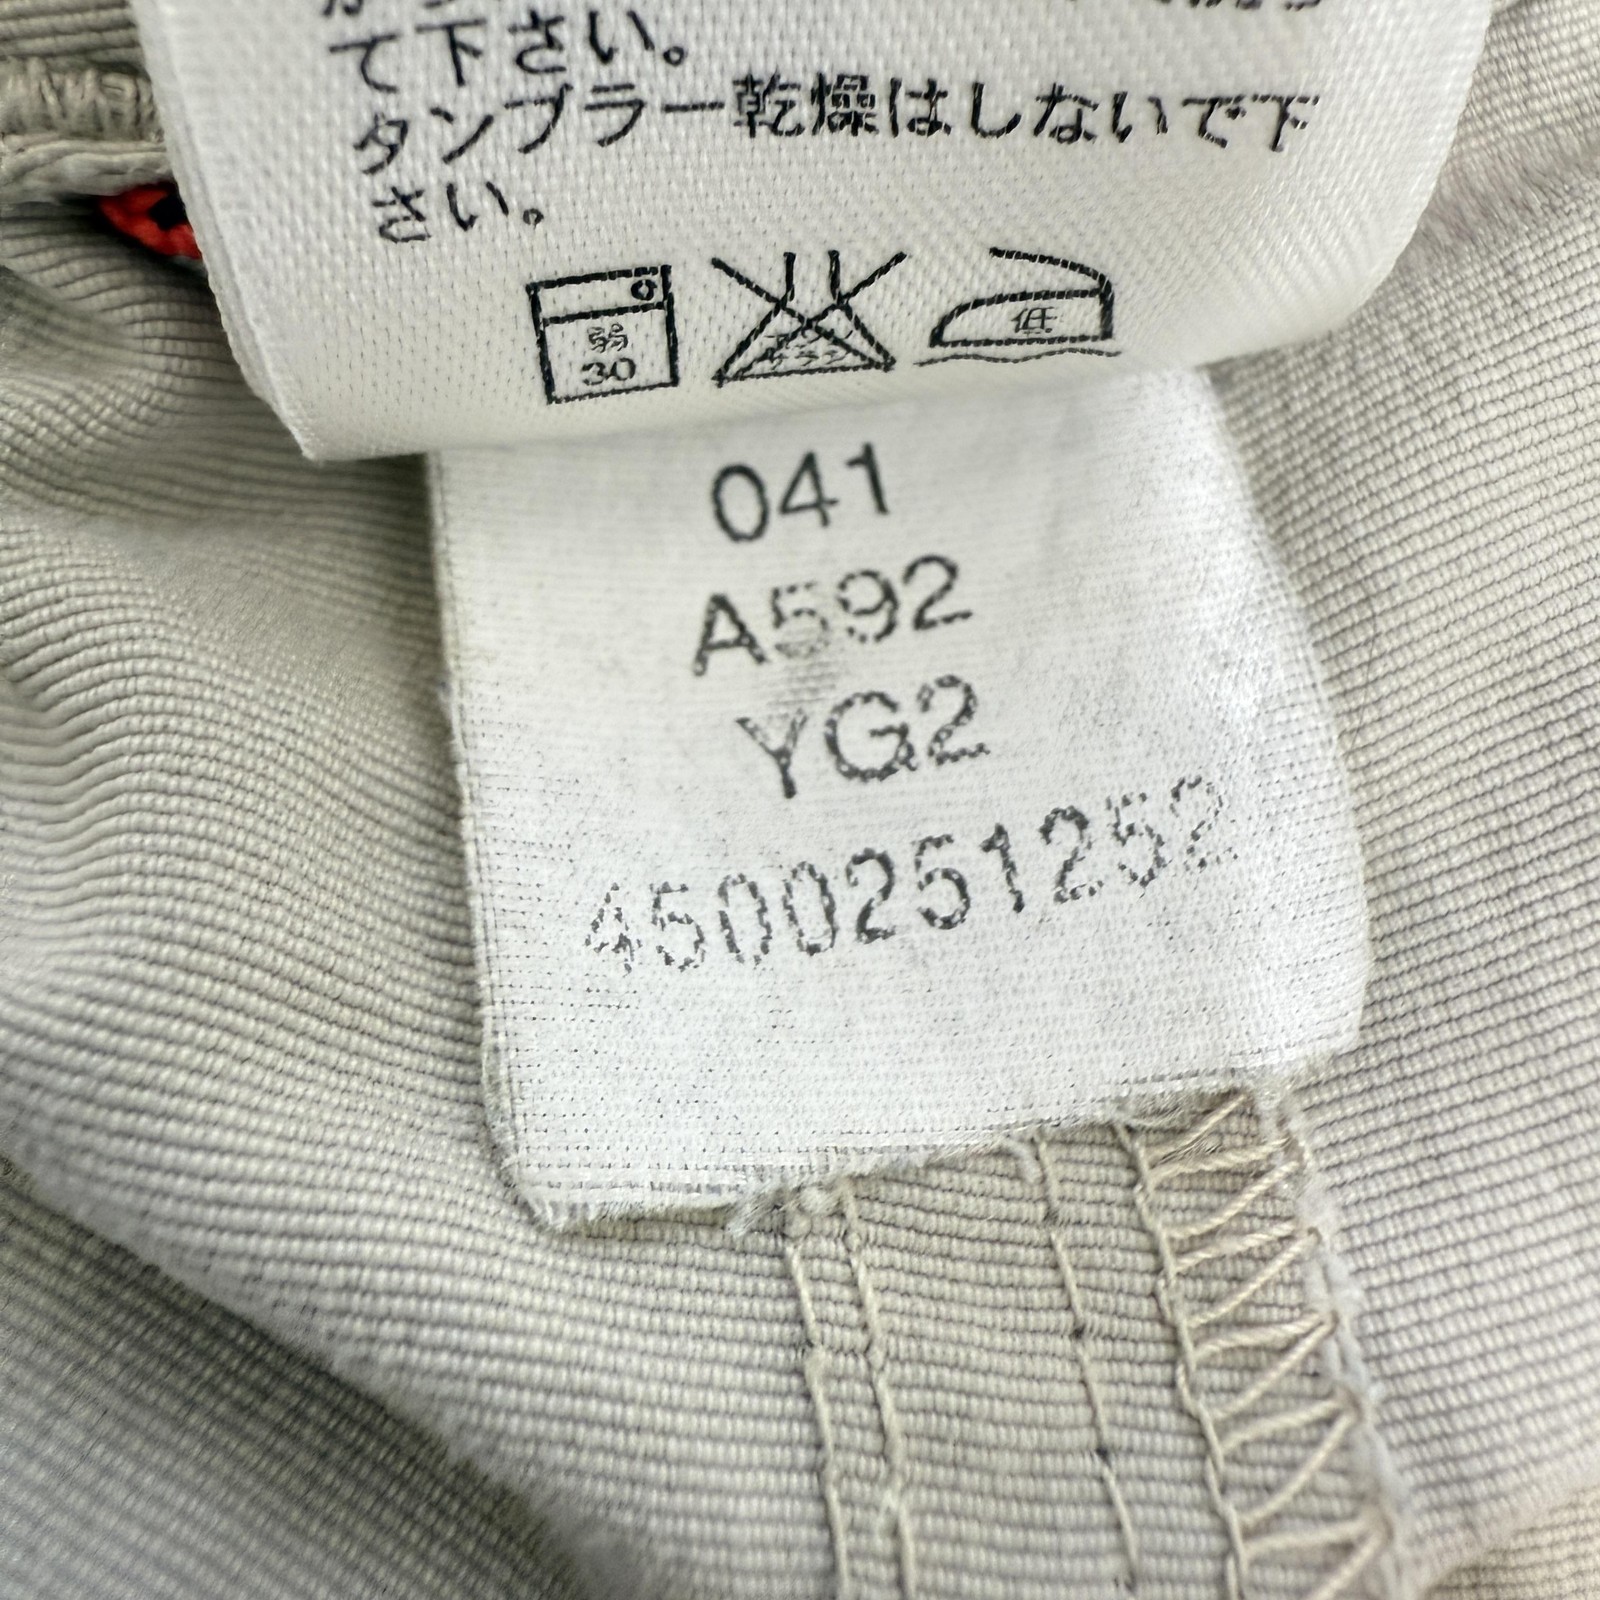 て下さい。
タンブラー乾燥はしないで下
さい。
弱
30
低
041
A592
YG2
4500251252